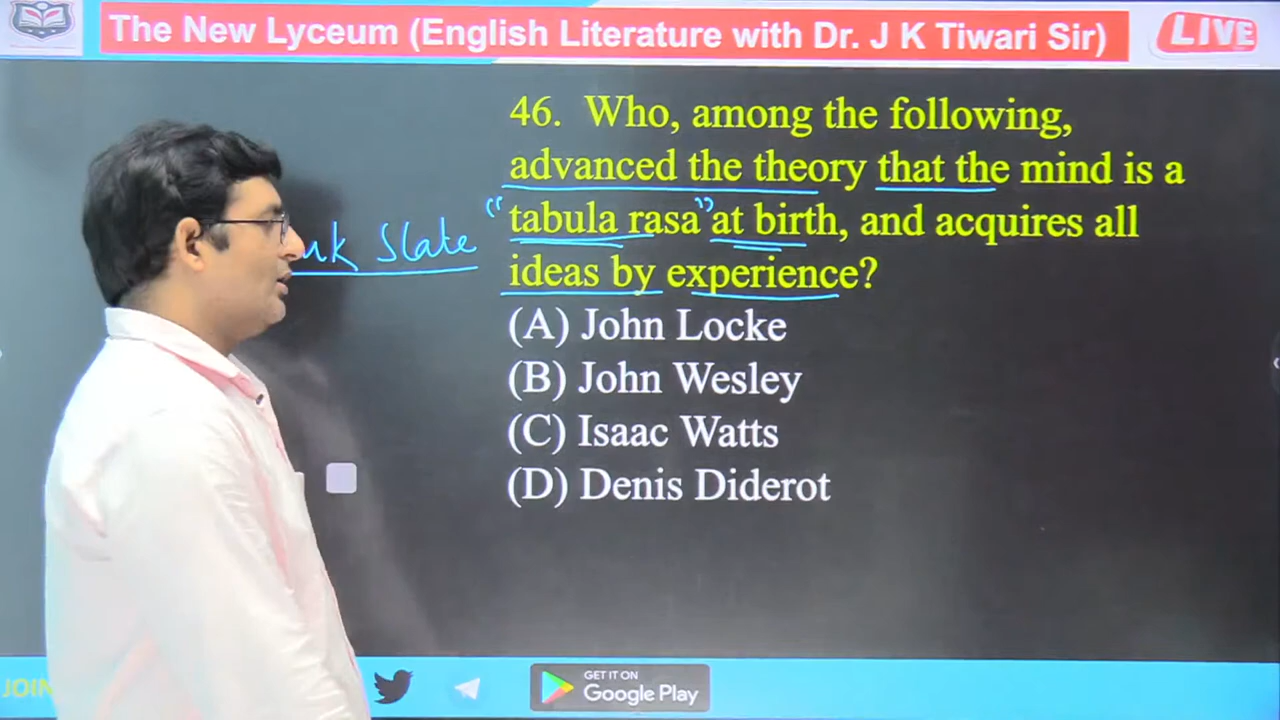 The New Lyceum (English Literature with Dr. J K Tiwari Sir)
LIVE
46. Who, among the following,
advanced the theory that the mind is a
"tabula rasa" at birth, and acquires all
Slate
ideas by experience?
(A) John Locke
(B) John Wesley
(C) Isaac Watts
(D) Denis Diderot
GET IT ON
Google Play